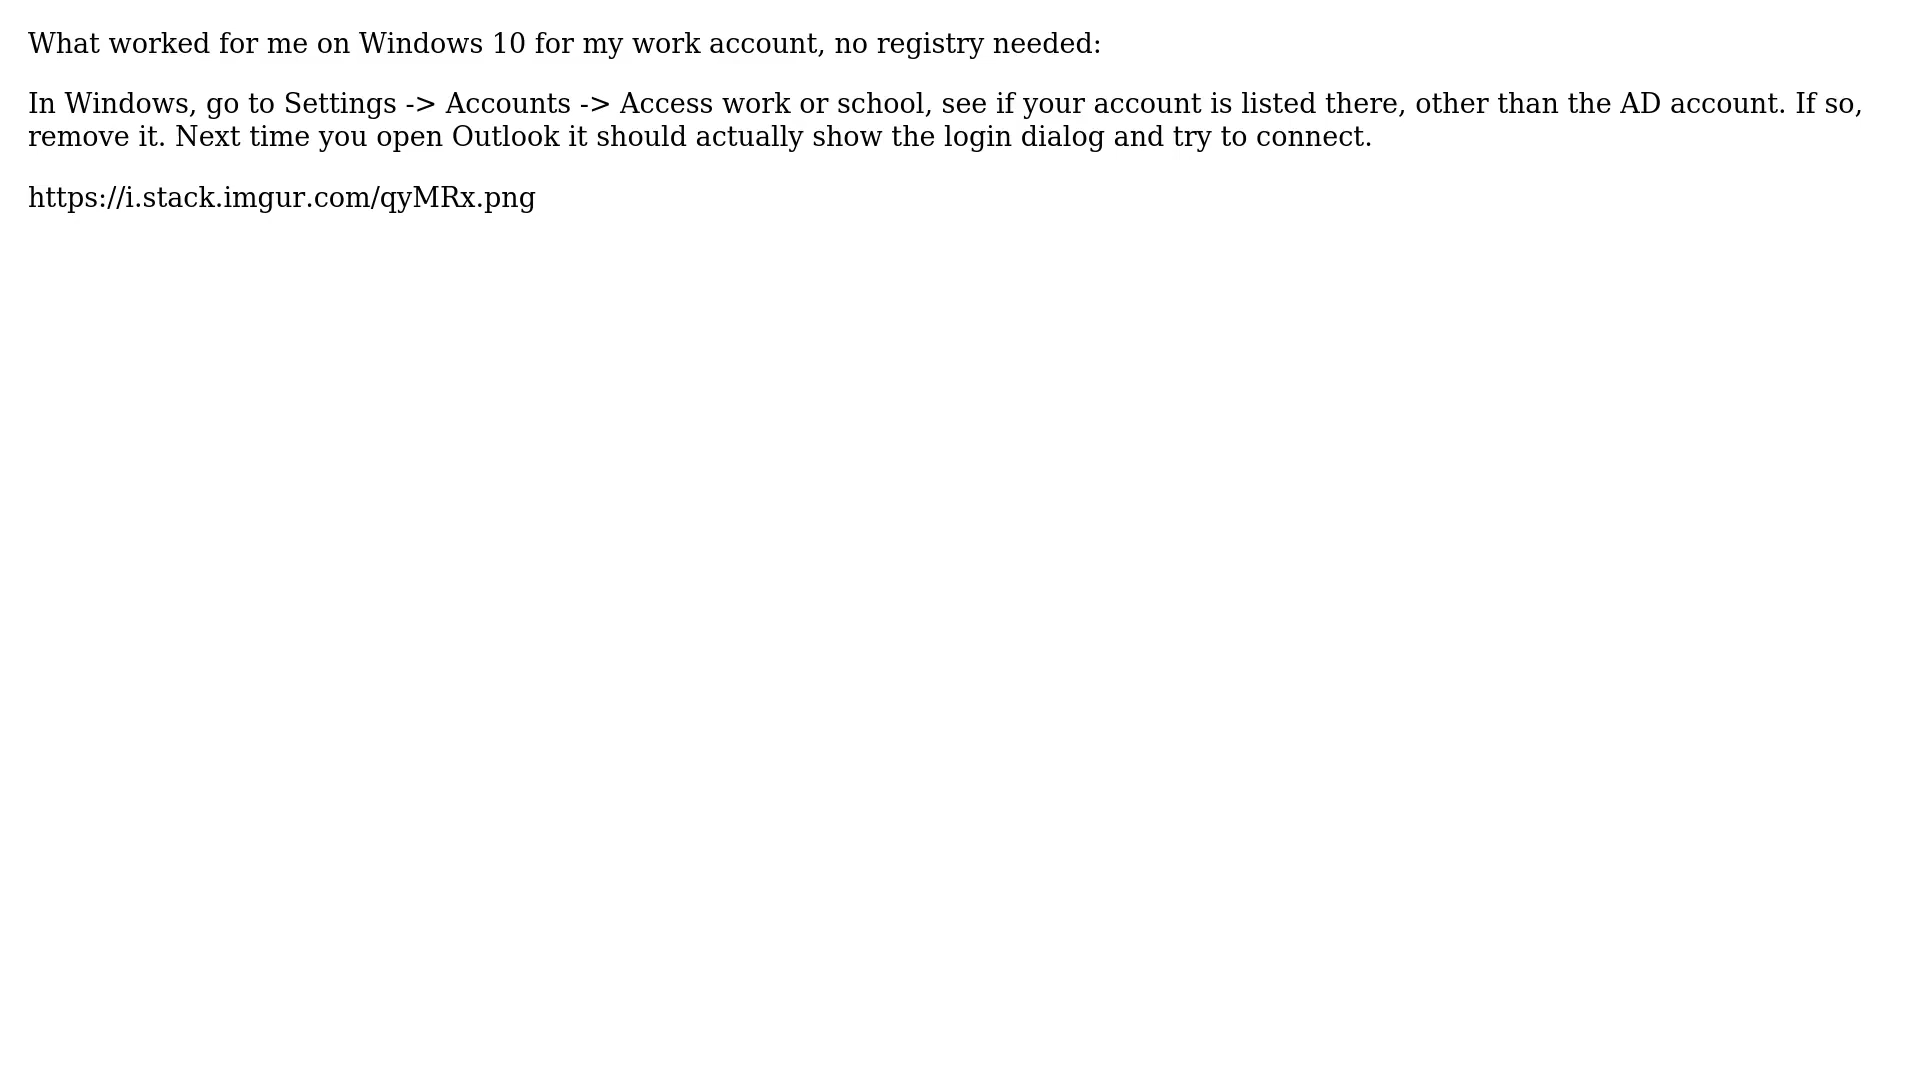 What worked for me on Windows 10 for my work account, no registry needed:
In Windows, go to Settings -> Accounts -> Access work or school, see if your account is listed there, other than the AD account. If so,
remove it. Next time you open Outlook it should actually show the login dialog and try to connect.
https://i.stack.imgur.com/qyMRx.png